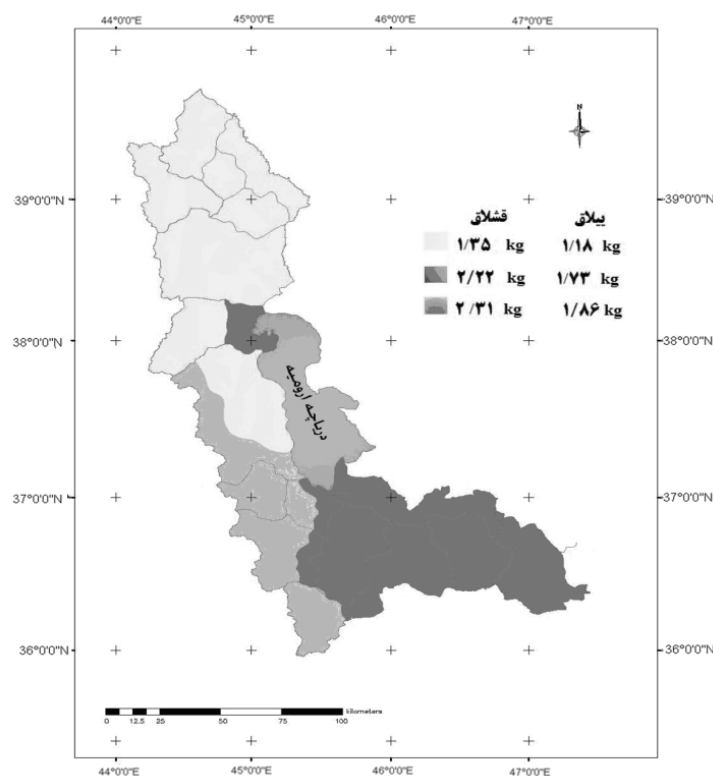 44°0'0"E 45°0'0"E 46°0'0"E 47°0'0"E
N
39°0'0"N 39°0'0"N
ییلاق قشلاق
۱/۱۸ kg ۱/۳۵ kg
۱/۷۳ kg ۲/۲۲ kg
۱/۸۶ kg ۲/۳۱ kg
38°0'0"N 38°0'0"N
دریاچه ارومیه
37°0'0"N 37°0'0"N
36°0'0"N 36°0'0"N
kilometers
0 12.5 25 50 75 100
44°0'0"E 45°0'0"E 46°0'0"E 47°0'0"E